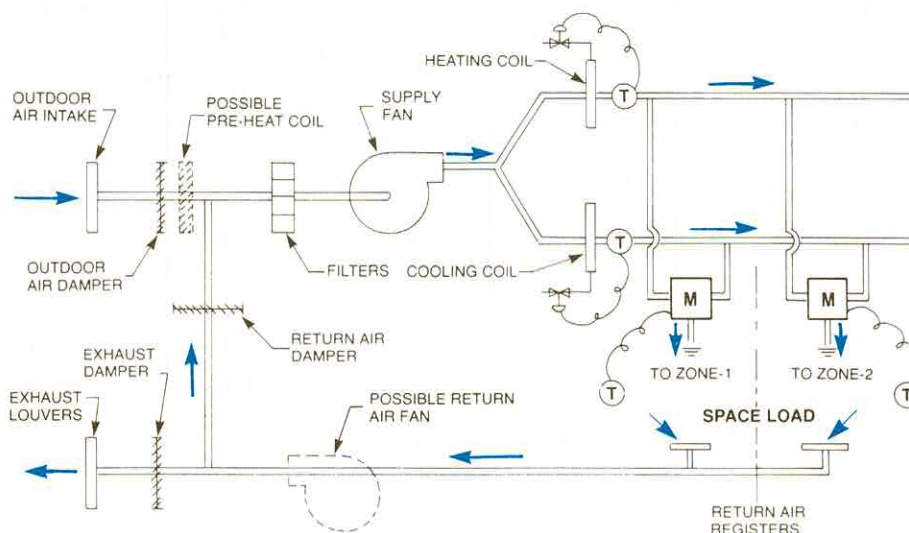 HEATING COIL
T
OUTDOOR
AIR INTAKE
POSSIBLE
PRE-HEAT COIL
SUPPLY
FAN
OUTDOOR
AIR DAMPER
FILTERS
COOLING COIL
T
M
M
RETURN AIR
DAMPER
EXHAUST
DAMPER
EXHAUST
LOUVERS
POSSIBLE RETURN
AIR FAN
TO ZONE-1
TO ZONE-2
T
T
SPACE LOAD
RETURN AIR
REGISTERS